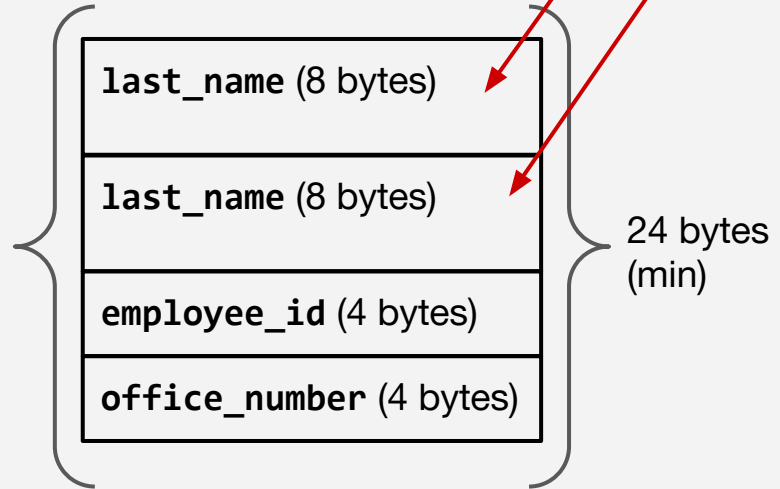 last_name (8 bytes)
last_name (8 bytes)
24 bytes
(min)
employee_id (4 bytes)
office_number (4 bytes)